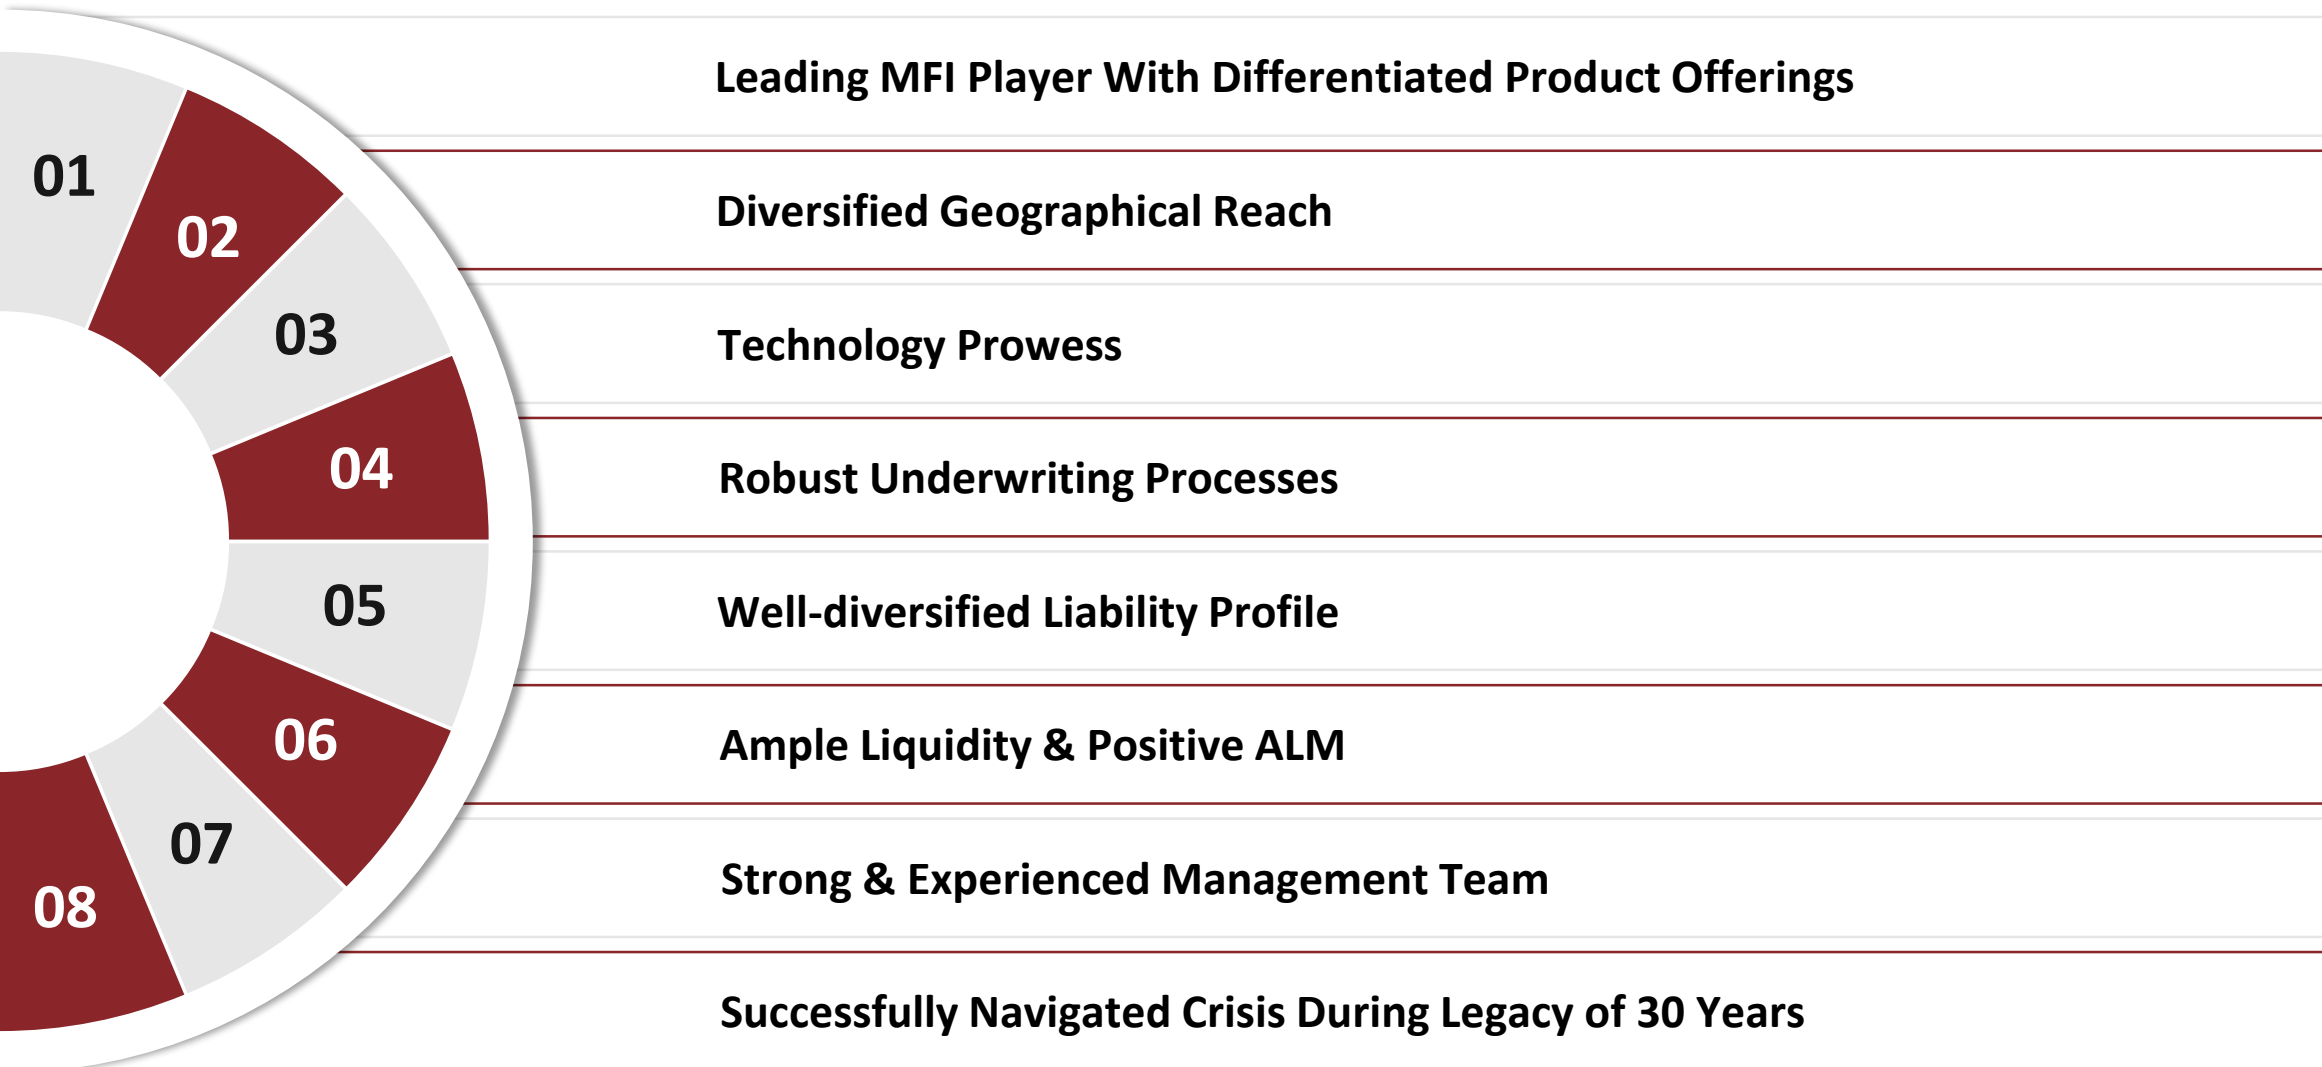 01
Leading MFI Player With Differentiated Product Offerings
02
Diversified Geographical Reach
03
Technology Prowess
04
Robust Underwriting Processes
05
Well-diversified Liability Profile
06
Ample Liquidity & Positive ALM
07
Strong & Experienced Management Team
08
Successfully Navigated Crisis During Legacy of 30 Years